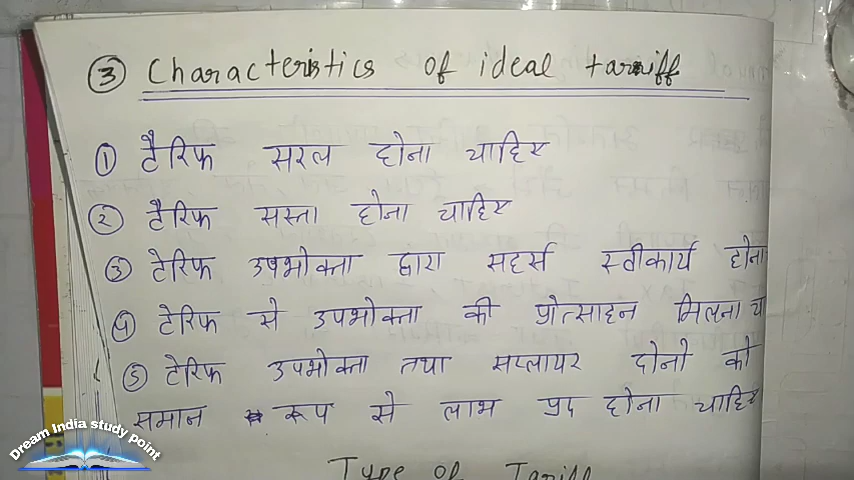 ③ Characteristics of ideal tariff
① टैरिफ सरल होना चाहिए
② टैरिफ सस्ता होना चाहिए
③ टेरिफ उपभोक्ता द्वारा सहर्स स्वीकार्य होना
④ टेरिफ से उपभोक्ता की प्रोत्साहन मिलना चा
⑤ टेरिफ उपभोक्ता तथा सप्लायर दोनो को
समान रूप से लाभ प्रद होना चाहिए
Type of Tariff
Dream India study point